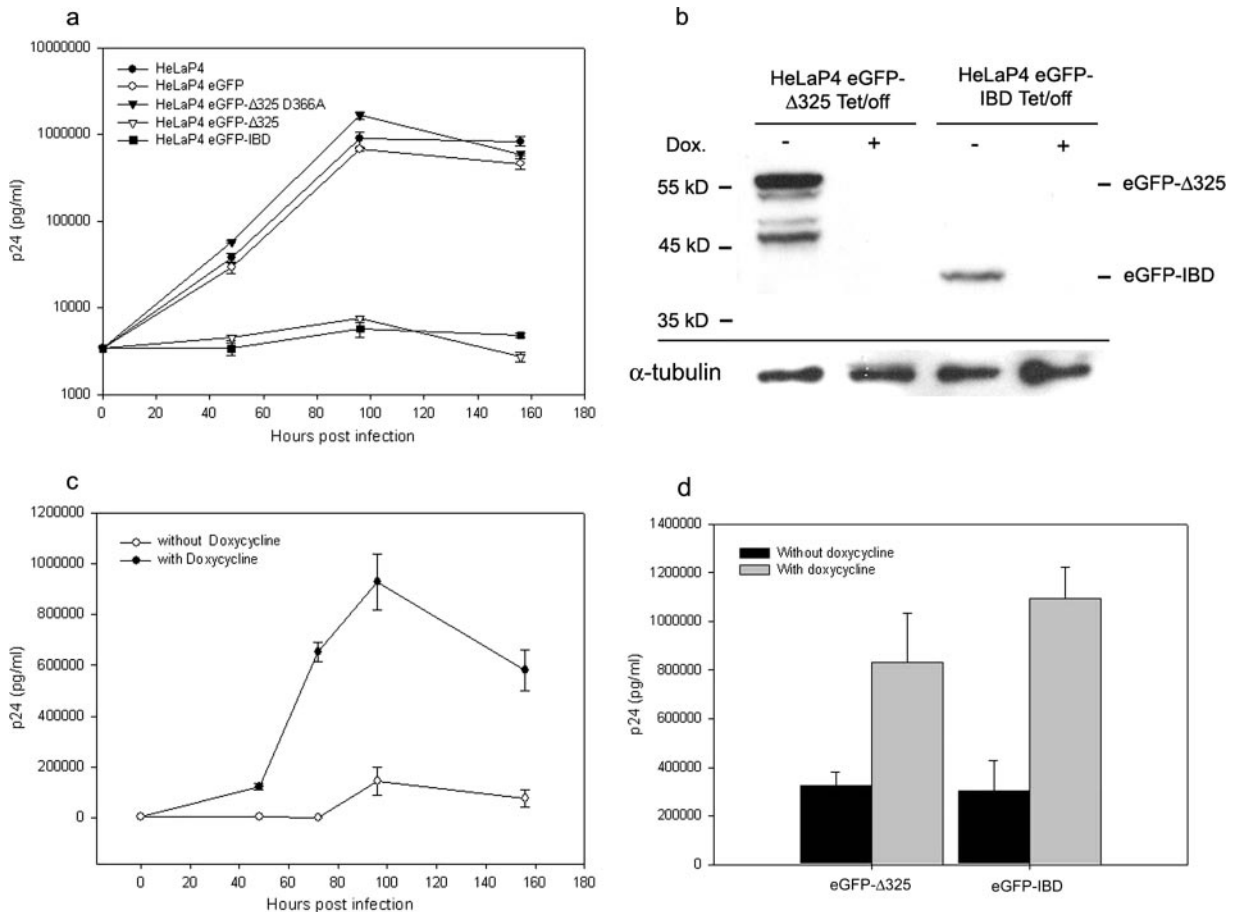 a
10000000
1000000
100000
10000
1000
p24 (pg/ml)
HeLaP4
HeLaP4 eGFP
HeLaP4 eGFP-Δ325 D366A
HeLaP4 eGFP-Δ325
HeLaP4 eGFP-IBD
0 20 40 60 80 100 120 140 160 180
Hours post infection
b
HeLaP4 eGFP-
Δ325 Tet/off
HeLaP4 eGFP-
IBD Tet/off
Dox. - + - +
55 kD
eGFP-Δ325
45 kD
eGFP-IBD
35 kD
α-tubulin
c
1200000
1000000
800000
600000
400000
200000
0
p24 (pg/ml)
without Doxycycline
with Doxycycline
0 20 40 60 80 100 120 140 160 180
Hours post infection
d
1400000
1200000
1000000
800000
600000
400000
200000
0
p24 (pg/ml)
Without doxycycline
With doxycycline
eGFP-Δ325 eGFP-IBD